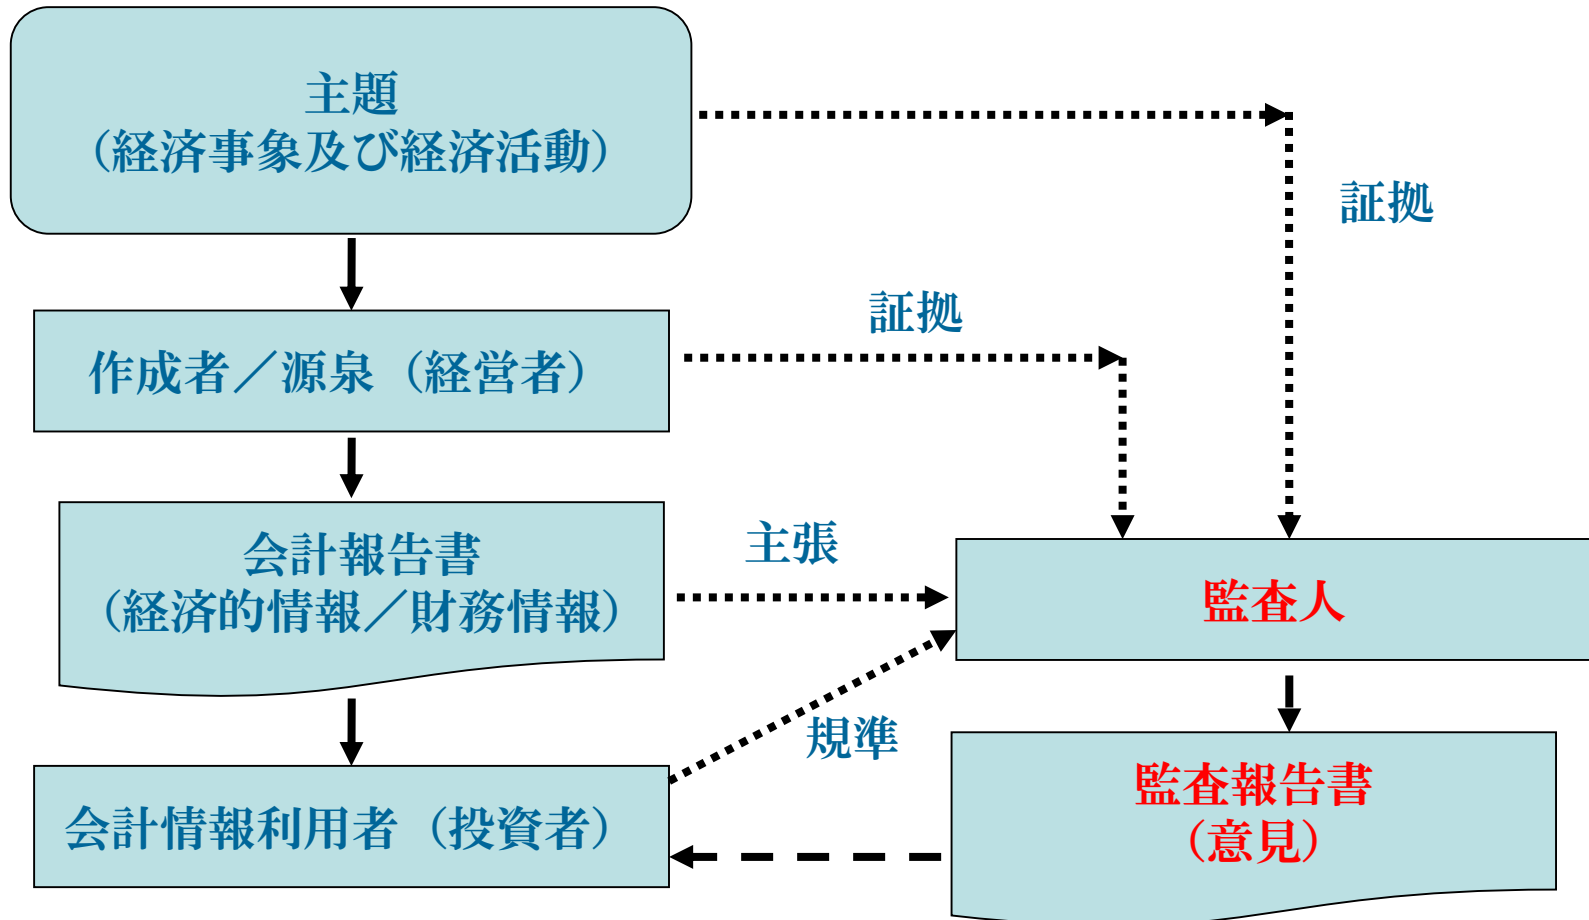 主題
（経済事象及び経済活動）
証拠
証拠
作成者／源泉（経営者）
会計報告書
（経済的情報／財務情報）
主張
監査人
規準
会計情報利用者（投資者）
監査報告書
（意見）